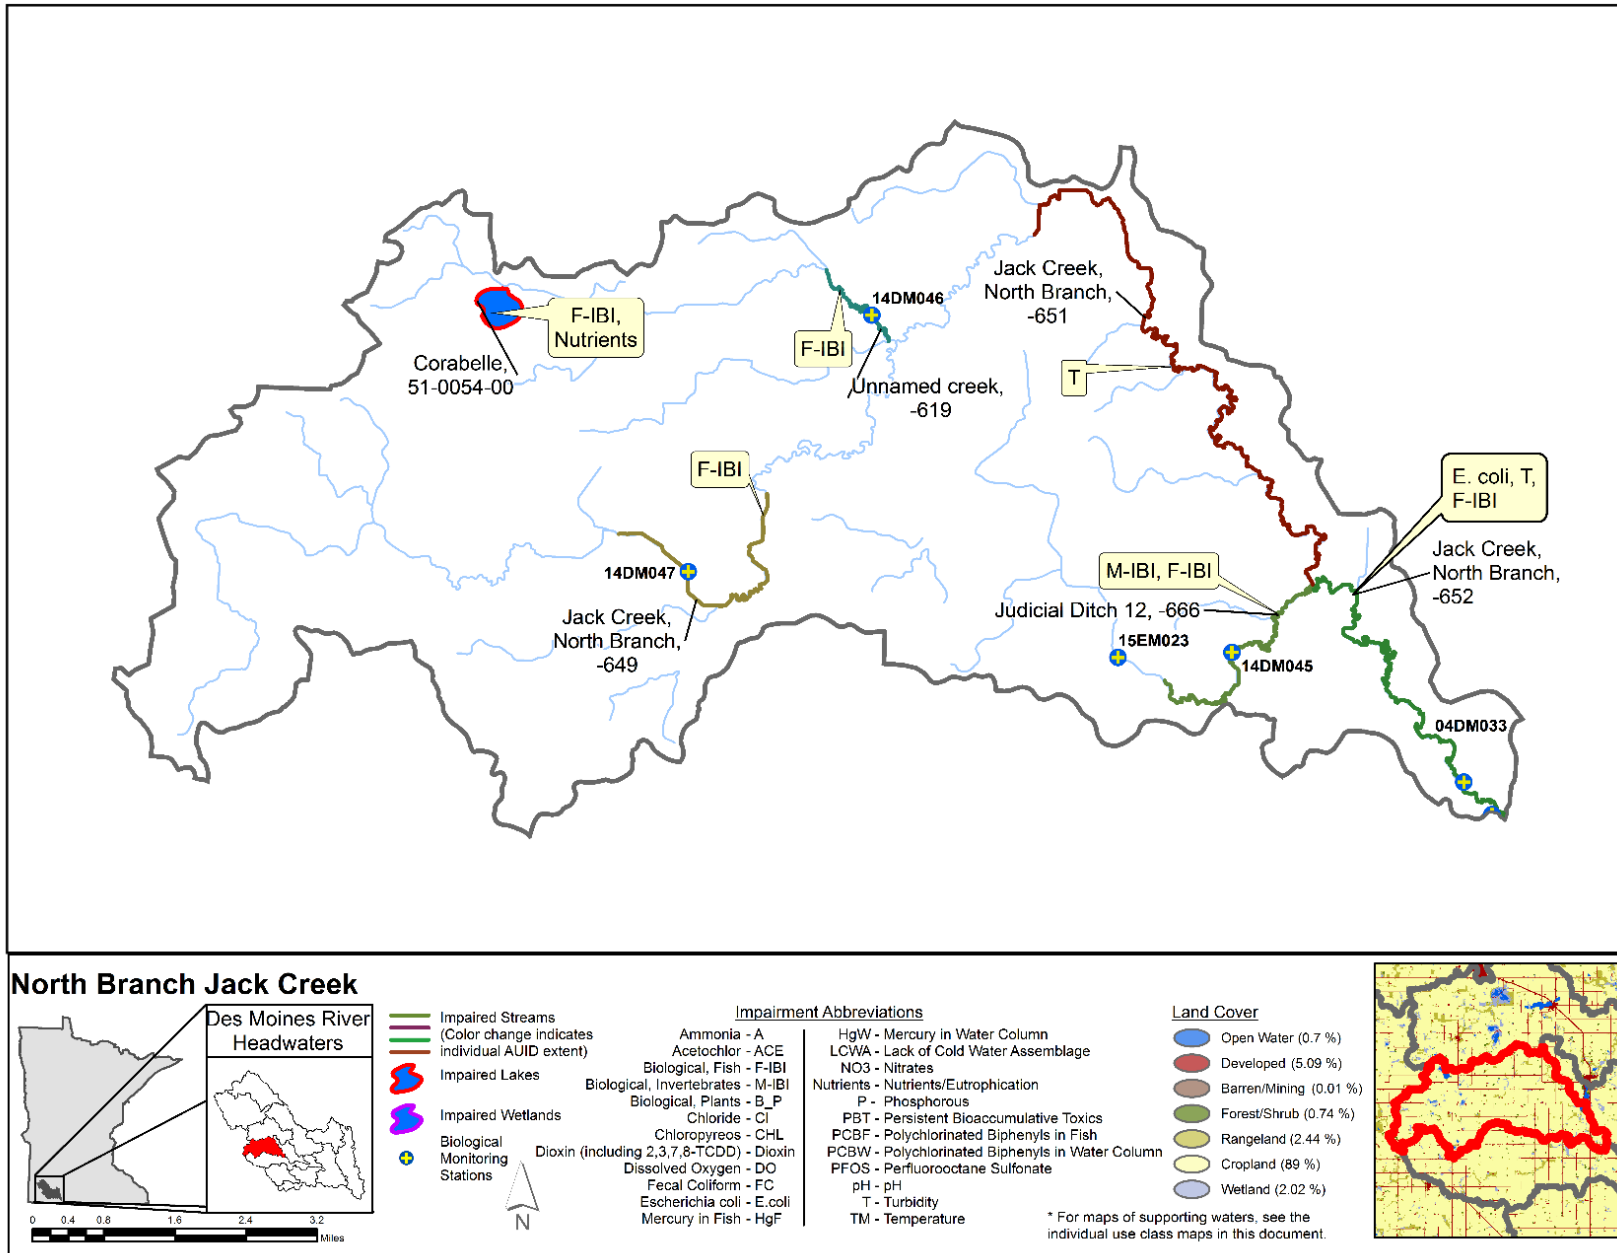 14DM046
Jack Creek,
North Branch,
-651
F-IBI,
Nutrients
F-IBI
Corabelle,
51-0054-00
T
Unnamed creek,
-619
F-IBI
E. coli, T,
F-IBI
Jack Creek,
North Branch,
-652
M-IBI, F-IBI
14DM047
Judicial Ditch 12, -666
Jack Creek,
North Branch,
-649
15EM023
14DM045
04DM033
North Branch Jack Creek
Des Moines River
Headwaters
0 0.4 0.8 1.6 2.4 3.2
Miles
Impaired Streams
(Color change indicates
individual AUID extent)
Impaired Lakes
Impaired Wetlands
Biological
Monitoring
Stations
N
Impairment Abbreviations
Ammonia - A
Acetochlor - ACE
Biological, Fish - F-IBI
Biological, Invertebrates - M-IBI
Biological, Plants - B_P
Chloride - Cl
Chloropyreos - CHL
Dioxin (including 2,3,7,8-TCDD) - Dioxin
Dissolved Oxygen - DO
Fecal Coliform - FC
Escherichia coli - E.coli
Mercury in Fish - HgF
HgW - Mercury in Water Column
LCWA - Lack of Cold Water Assemblage
NO3 - Nitrates
Nutrients - Nutrients/Eutrophication
P - Phosphorous
PBT - Persistent Bioaccumulative Toxics
PCBF - Polychlorinated Biphenyls in Fish
PCBW - Polychlorinated Biphenyls in Water Column
PFOS - Perfluorooctane Sulfonate
pH - pH
T - Turbidity
TM - Temperature
Land Cover
Open Water (0.7 %)
Developed (5.09 %)
Barren/Mining (0.01 %)
Forest/Shrub (0.74 %)
Rangeland (2.44 %)
Cropland (89 %)
Wetland (2.02 %)
* For maps of supporting waters, see the
individual use class maps in this document.